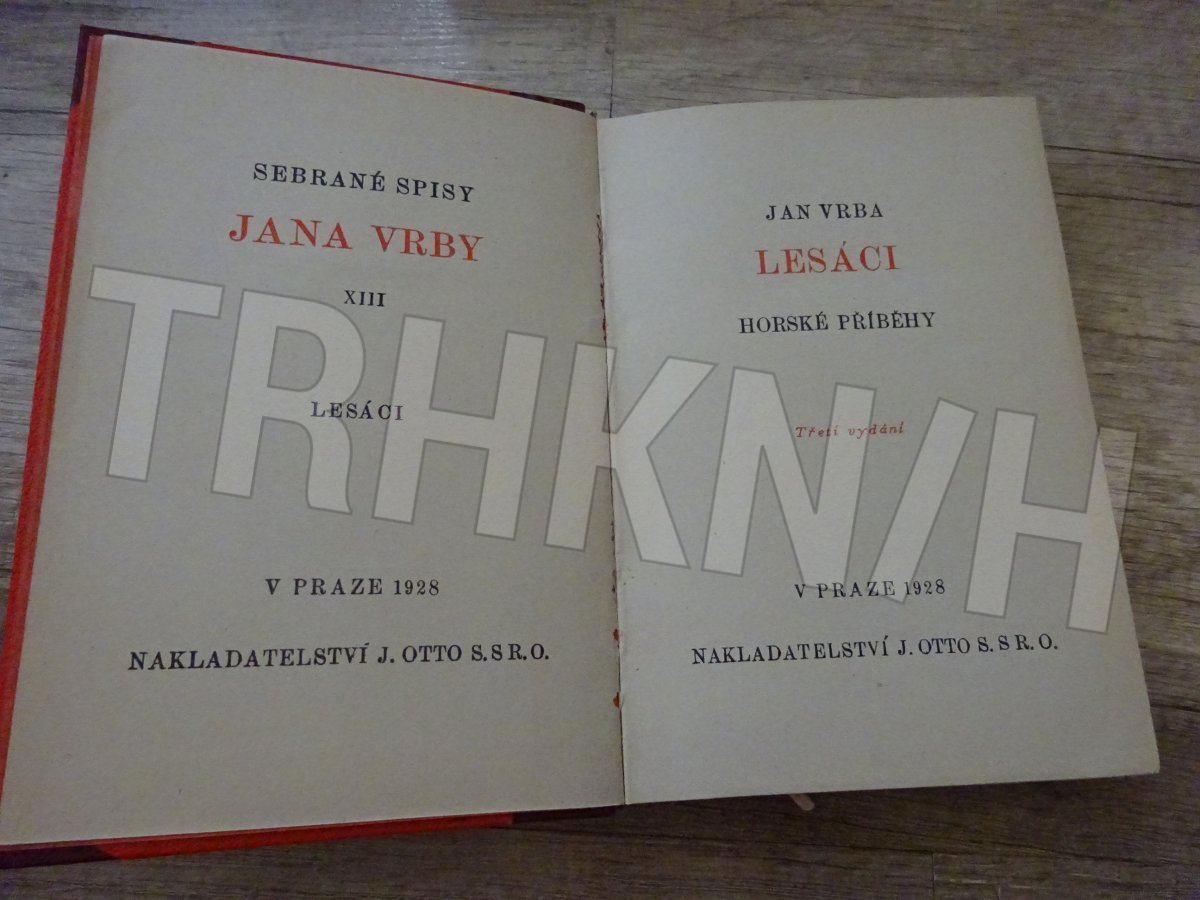 SEBRANÉ SPISY
JANA VRBY
XIII
LESÁCI
V PRAZE 1928
NAKLADATELSTVÍ J. OTTO S. S R. O.
JAN VRBA
LESÁCI
HORSKÉ PŘÍBĚHY
Třetí vydání
V PRAZE 1928
NAKLADATELSTVÍ J. OTTO S. S R. O.
TRHKN/H